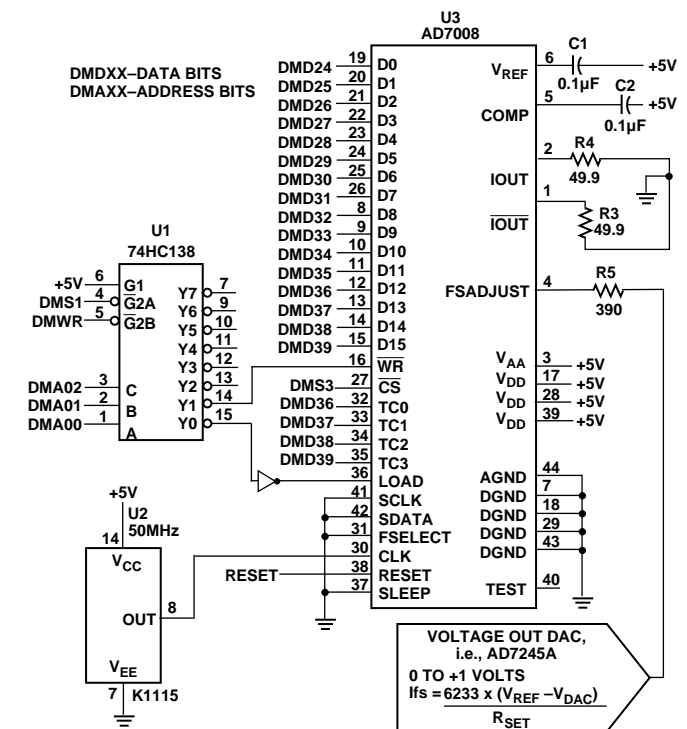 U3
AD7008
DMDXX–DATA BITS
DMAXX–ADDRESS BITS
DMD24 19 D0
DMD25 20 D1
DMD26 21 D2
DMD27 22 D3
DMD28 23 D4
DMD29 24 D5
DMD30 25 D6
DMD31 26 D7
DMD32 8 D8
DMD33 9 D9
DMD34 10 D10
DMD35 11 D11
DMD36 12 D12
DMD37 13 D13
DMD38 14 D14
DMD39 15 D15
16 WR
DMS3 27 CS
DMD36 32 TC0
DMD37 33 TC1
DMD38 34 TC2
DMD39 35 TC3
36 LOAD
41 SCLK
42 SDATA
31 FSELECT
30 CLK
RESET 38 RESET
37 SLEEP
VREF 6 C1 0.1µF +5V
COMP 5 C2 0.1µF +5V
IOUT 2 R4 49.9
IOUT 1 R3 49.9
FSADJUST 4 R5 390
VAA 3 +5V
VDD 17 +5V
VDD 28 +5V
VDD 39 +5V
AGND 44
DGND 7
DGND 18
DGND 29
DGND 43
TEST 40
U1
74HC138
+5V 6 G1
DMS1 4 G2A
DMWR 5 G2B
DMA02 3 C
DMA01 2 B
DMA00 1 A
Y7 7
Y6 9
Y5 10
Y4 11
Y3 12
Y2 13
Y1 14
Y0 15
+5V
U2
50MHz
14
VCC
OUT 8
VEE
7 K1115
VOLTAGE OUT DAC,
i.e., AD7245A
0 TO +1 VOLTS
Ifs = 6233 x (VREF –VDAC)
RSET